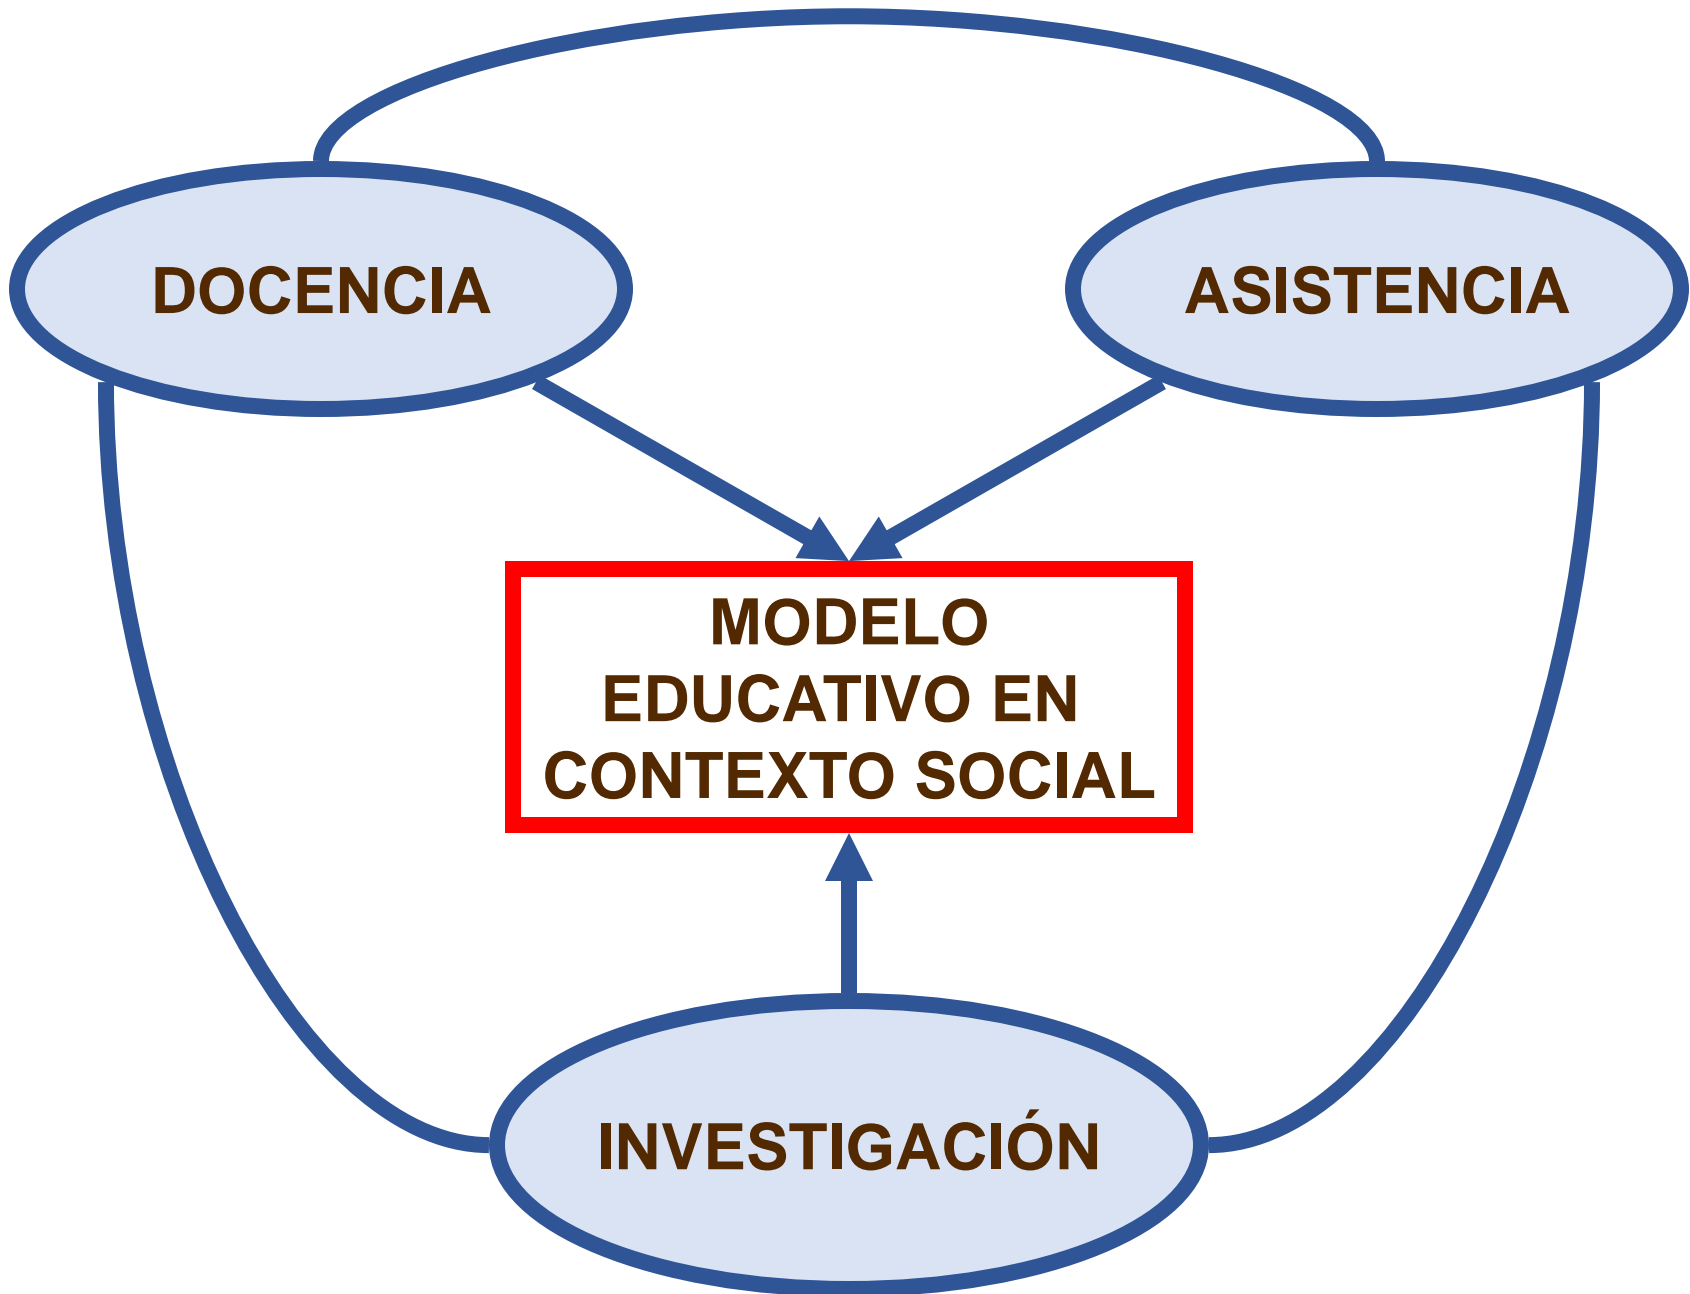 DOCENCIA
ASISTENCIA
MODELO
EDUCATIVO EN
CONTEXTO SOCIAL
INVESTIGACIÓN